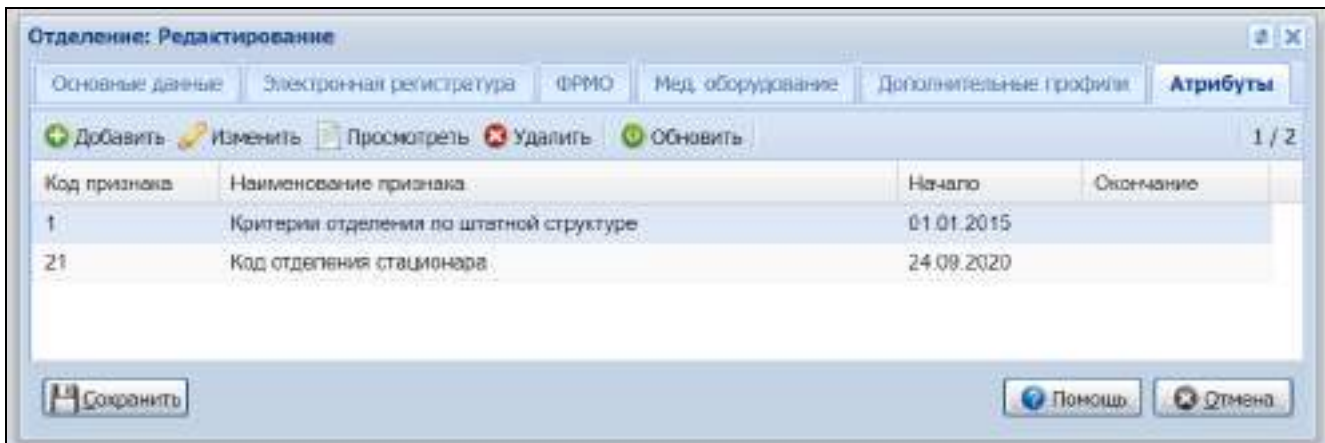 Отделение: Редактирование
Основные данные Электронная регистратура ФРМО Мед. оборудование Дополнительные профили Атрибуты
Добавить Изменить Просмотреть Удалить Обновить 1 / 2
Код признака Наименование признака Начало Окончание
1 Критерии отделения по штатной структуре 01.01.2015
21 Код отделения стационара 24.09.2020
Сохранить Помощь Отмена